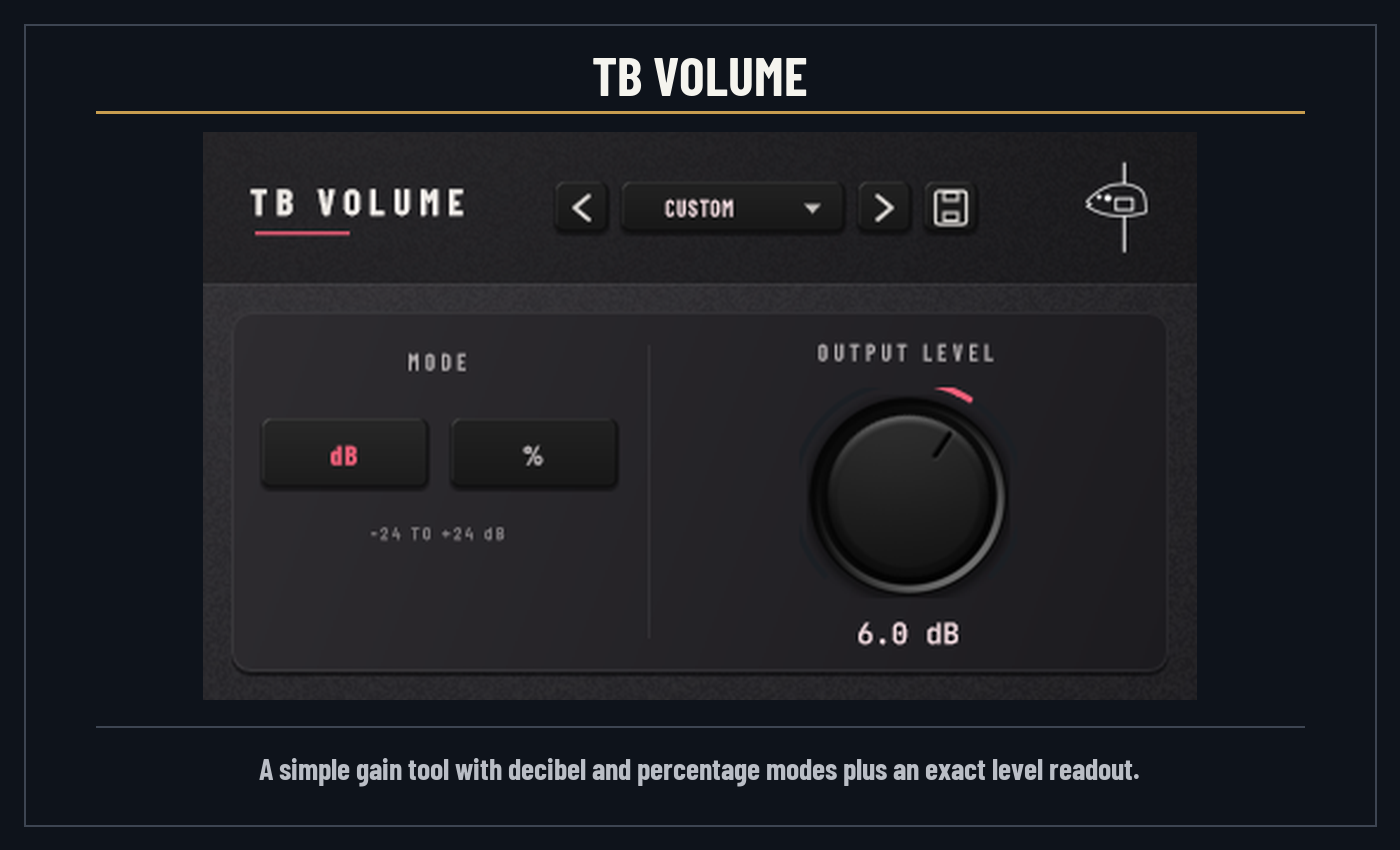 TB VOLUME
TB VOLUME
CUSTOM
MODE
OUTPUT LEVEL
dB
%
-24 TO +24 dB
6.0 dB
A simple gain tool with decibel and percentage modes plus an exact level readout.